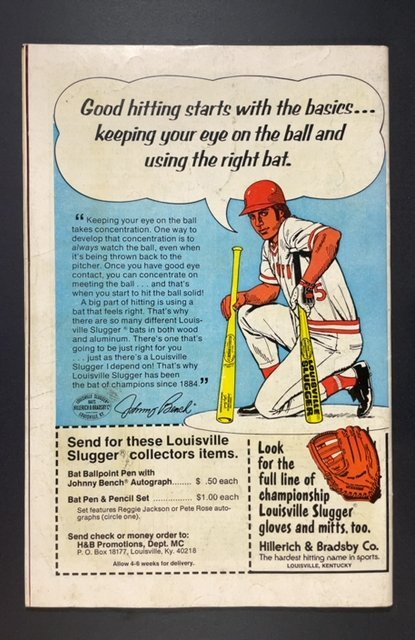 Good hitting starts with the basics...
keeping your eye on the ball and
using the right bat.
“ Keeping your eye on the ball
takes concentration. One way to
develop that concentration is to
always watch the ball, even when
it's being thrown back to the
pitcher. Once you have good eye
contact, you can concentrate on
meeting the ball . . . and that's
when you start to hit the ball solid!
A big part of hitting is using a
bat that feels right. That's why
there are so many different Louis-
ville Slugger® bats in both wood
and aluminum. There's one that's
going to be just right for you
. . . just as there's a Louisville
Slugger I depend on! That's why
Louisville Slugger has been
the bat of champions since 1884.”
Johnny Bench
HILLERICH & BRADSBY Co
LOUISVILLE, KY.
5
LOUISVILLE
SLUGGER
Send for these Louisville
Slugger® collectors items.
Bat Ballpoint Pen with
Johnny Bench® Autograph........ $ .50 each
Bat Pen & Pencil Set .............. $1.00 each
Set features Reggie Jackson or Pete Rose auto-
graphs (circle one).
Send check or money order to:
H&B Promotions, Dept. MC
P. O. Box 18177, Louisville, Ky. 40218
Allow 4-6 weeks for delivery.
Look
for the
full line of
championship
Louisville Slugger®
gloves and mitts, too.
Hillerich & Bradsby Co.
The hardest hitting name in sports.
LOUISVILLE, KENTUCKY